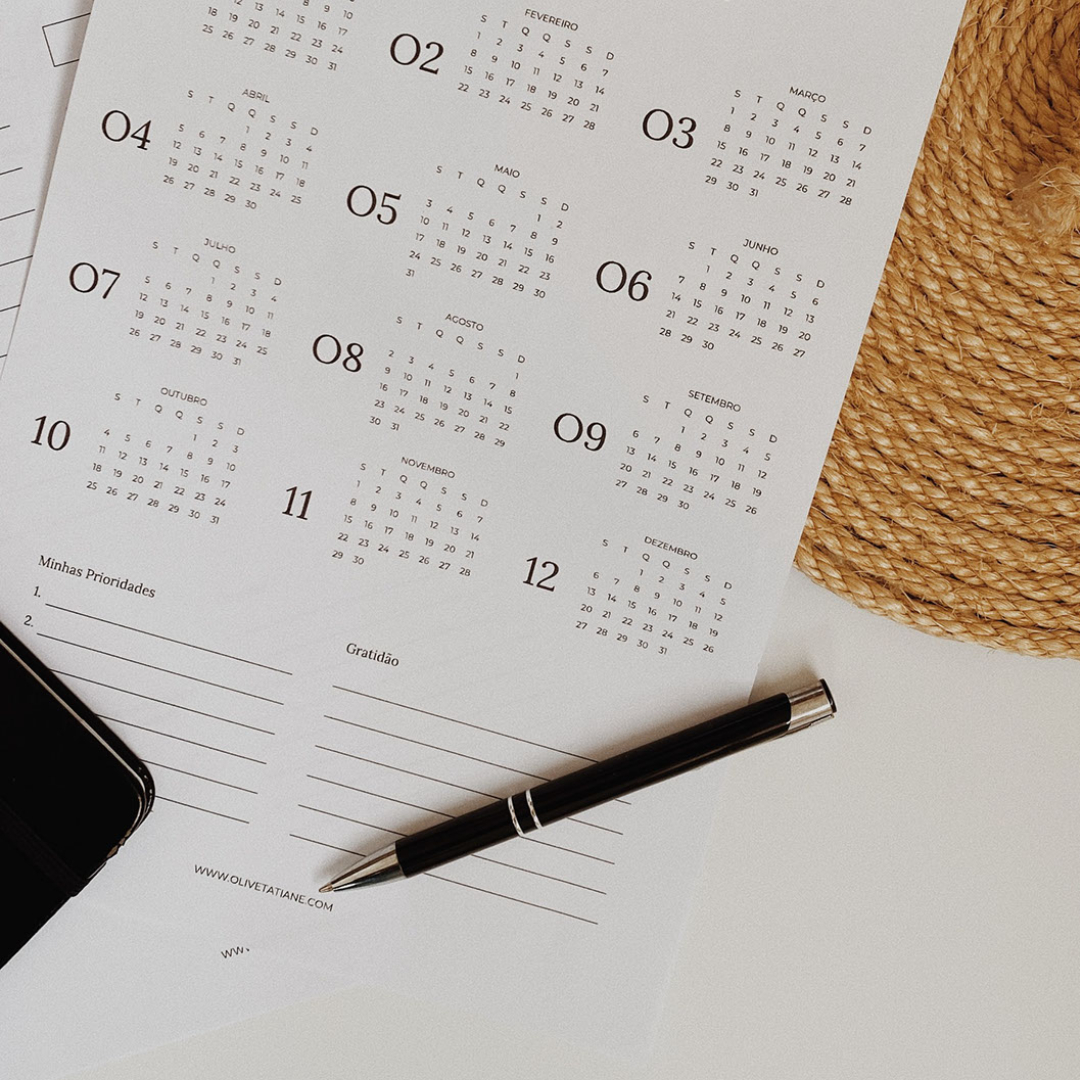 8 9 10
12 13 14 15 16 17
18 19 20 21 22 23 24
25 26 27 28 29 30 31
02
FEVEREIRO
S T Q Q S S D
1 2 3 4 5 6 7
8 9 10 11 12 13 14
15 16 17 18 19 20 21
22 23 24 25 26 27 28
03
MARÇO
S T Q Q S S D
1 2 3 4 5 6 7
8 9 10 11 12 13 14
15 16 17 18 19 20 21
22 23 24 25 26 27 28
29 30 31
04
ABRIL
S T Q Q S S D
1 2 3 4
5 6 7 8 9 10 11
12 13 14 15 16 17 18
19 20 21 22 23 24 25
26 27 28 29 30
05
MAIO
S T Q Q S S D
1 2
3 4 5 6 7 8 9
10 11 12 13 14 15 16
17 18 19 20 21 22 23
24 25 26 27 28 29 30
31
06
JUNHO
S T Q Q S S D
1 2 3 4 5 6
7 8 9 10 11 12 13
14 15 16 17 18 19 20
21 22 23 24 25 26 27
28 29 30
07
JULHO
S T Q Q S S D
1 2 3 4
5 6 7 8 9 10 11
12 13 14 15 16 17 18
19 20 21 22 23 24 25
26 27 28 29 30 31
08
AGOSTO
S T Q Q S S D
1
2 3 4 5 6 7 8
9 10 11 12 13 14 15
16 17 18 19 20 21 22
23 24 25 26 27 28 29
30 31
09
SETEMBRO
S T Q Q S S D
1 2 3 4 5
6 7 8 9 10 11 12
13 14 15 16 17 18 19
20 21 22 23 24 25 26
27 28 29 30
10
OUTUBRO
S T Q Q S S D
1 2 3
4 5 6 7 8 9 10
11 12 13 14 15 16 17
18 19 20 21 22 23 24
25 26 27 28 29 30 31
11
NOVEMBRO
S T Q Q S S D
1 2 3 4 5 6 7
8 9 10 11 12 13 14
15 16 17 18 19 20 21
22 23 24 25 26 27 28
29 30
12
DEZEMBRO
S T Q Q S S D
1 2 3 4 5
6 7 8 9 10 11 12
13 14 15 16 17 18 19
20 21 22 23 24 25 26
27 28 29 30 31
Minhas Prioridades
1.
2.
Gratidão
WWW.OLIVETATIANE.COM